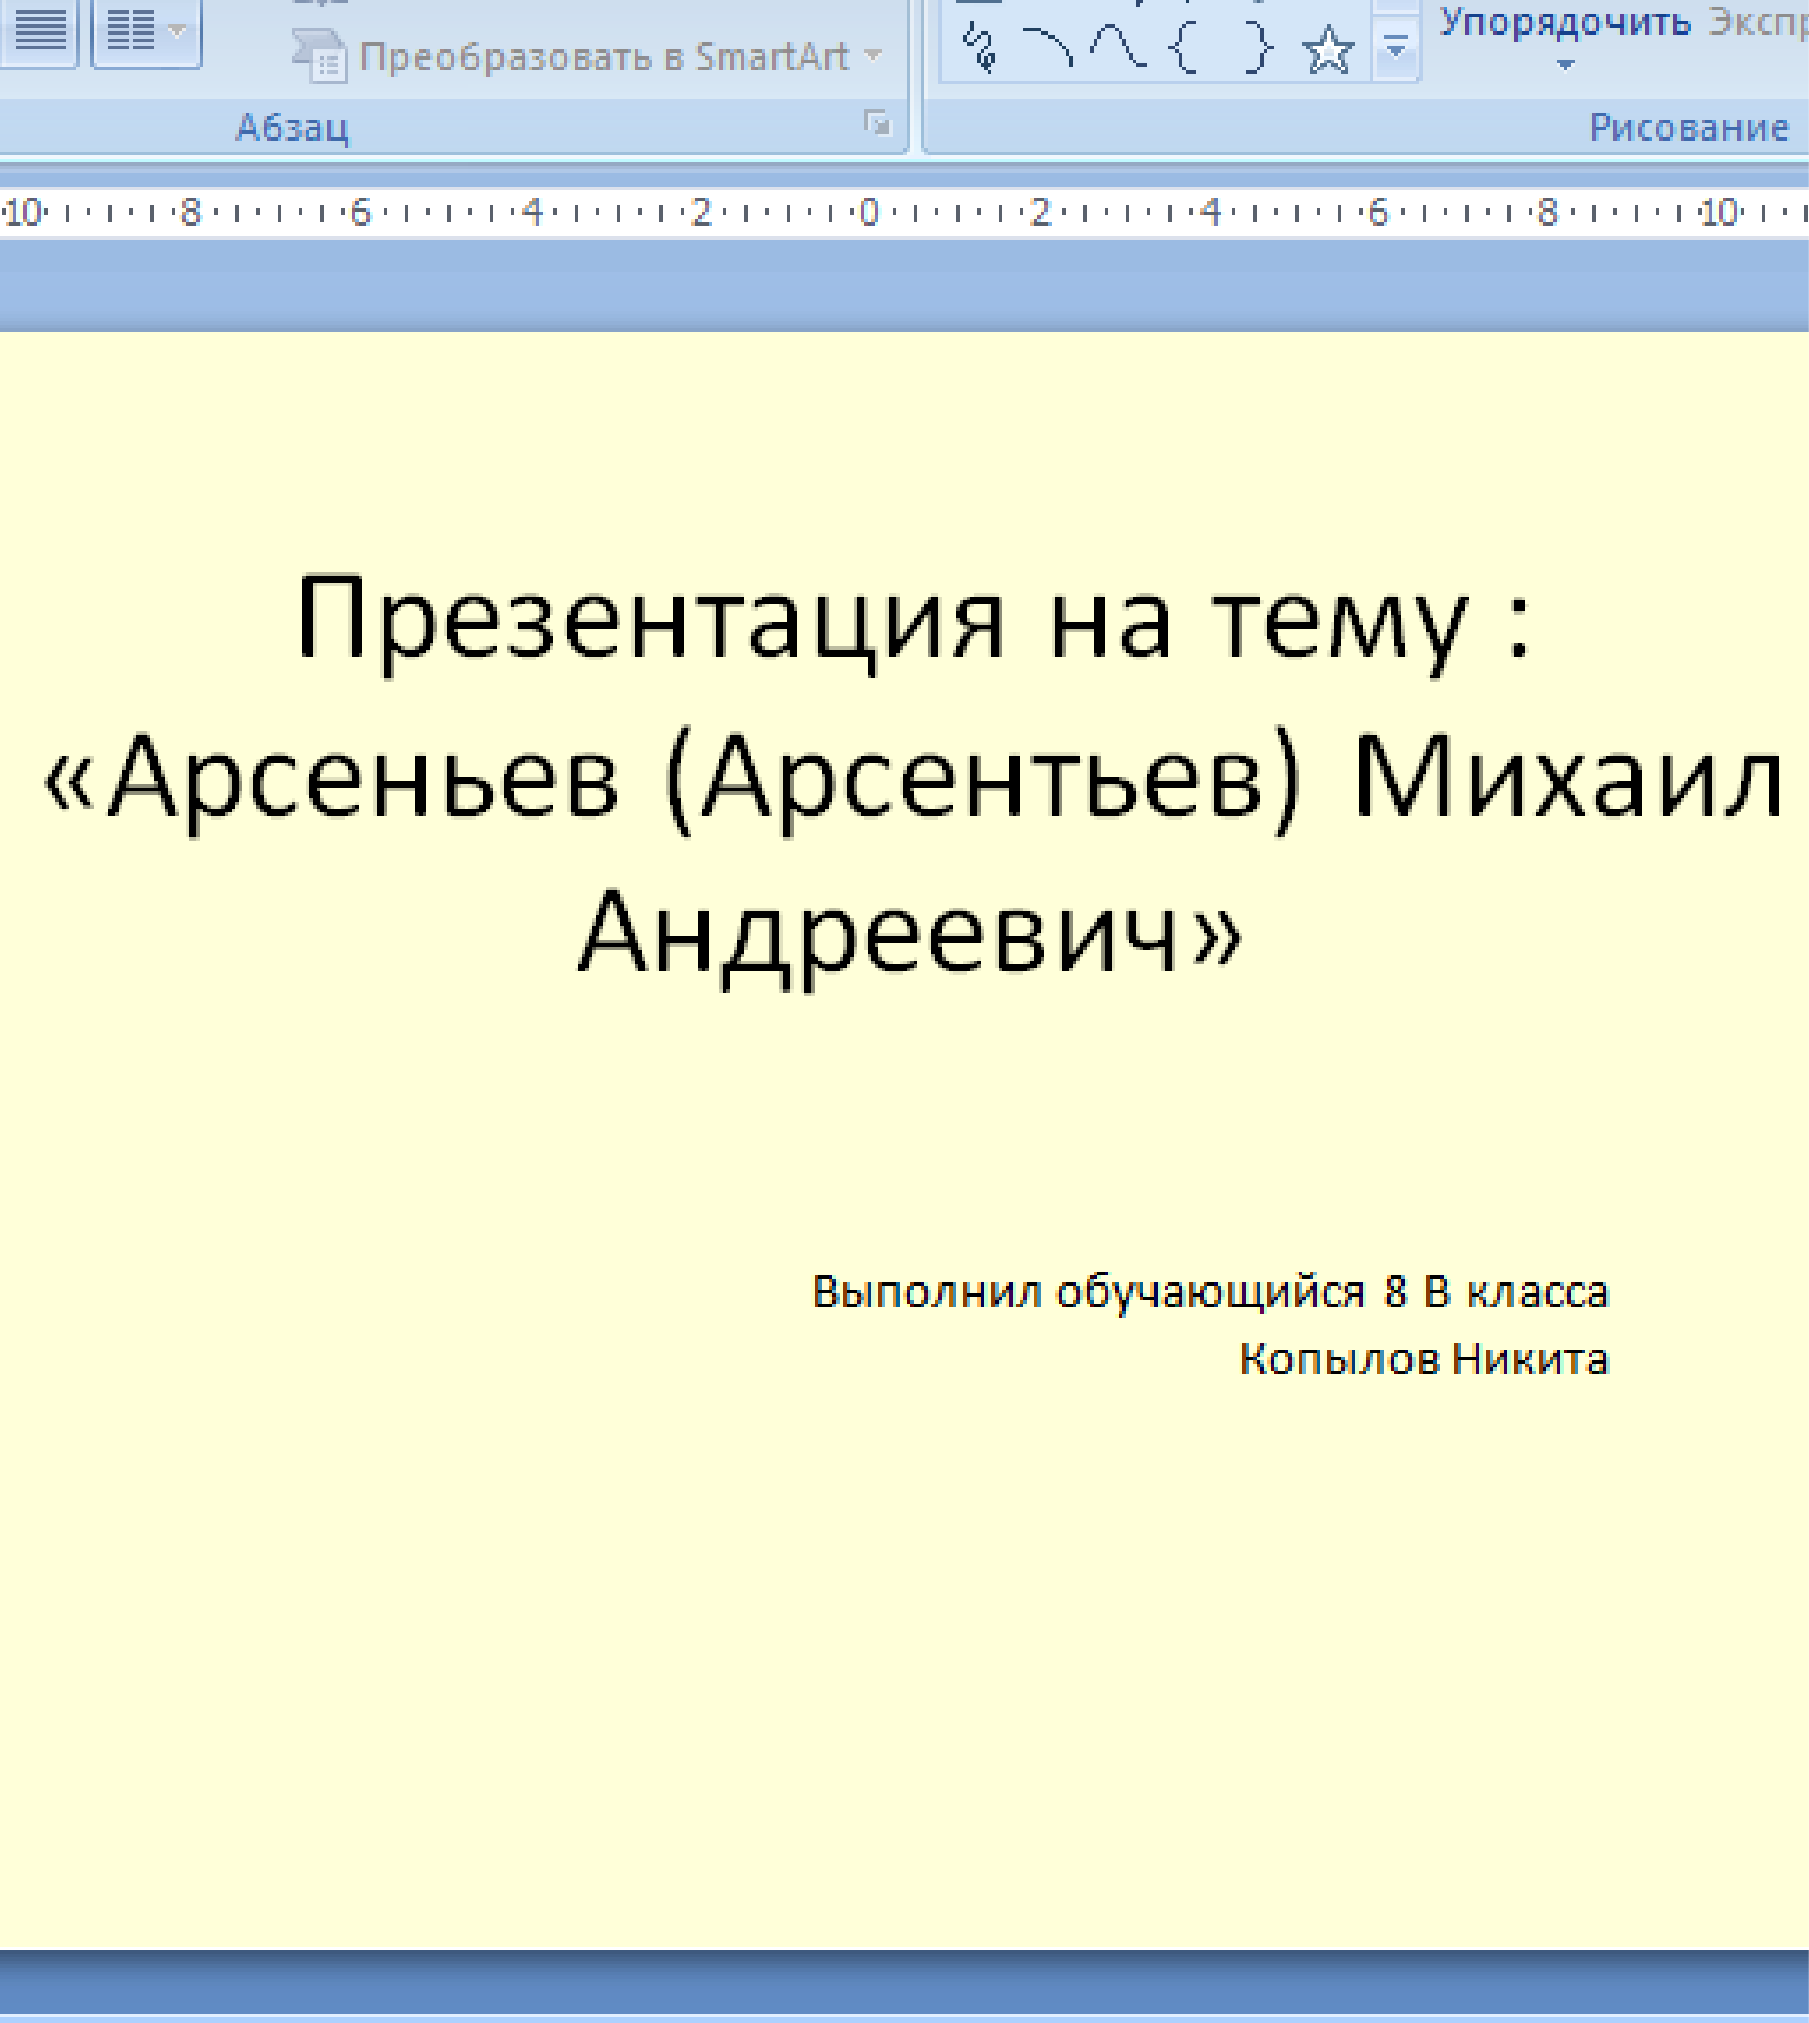 Преобразовать в SmartArt
Упорядочить
Абзац
Рисование
10 8 6 4 2 0 2 4 6 8 10
Презентация на тему :
«Арсеньев (Арсентьев) Михаил
Андреевич»
Выполнил обучающийся 8 В класса
Копылов Никита